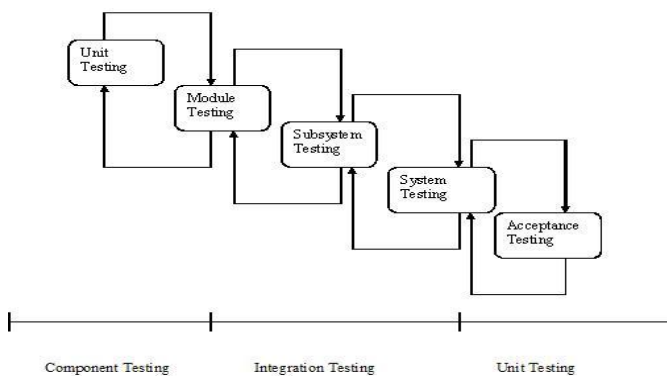 Unit
Testing
Module
Testing
Subsystem
Testing
System
Testing
Acceptance
Testing
Component Testing
Integration Testing
Unit Testing